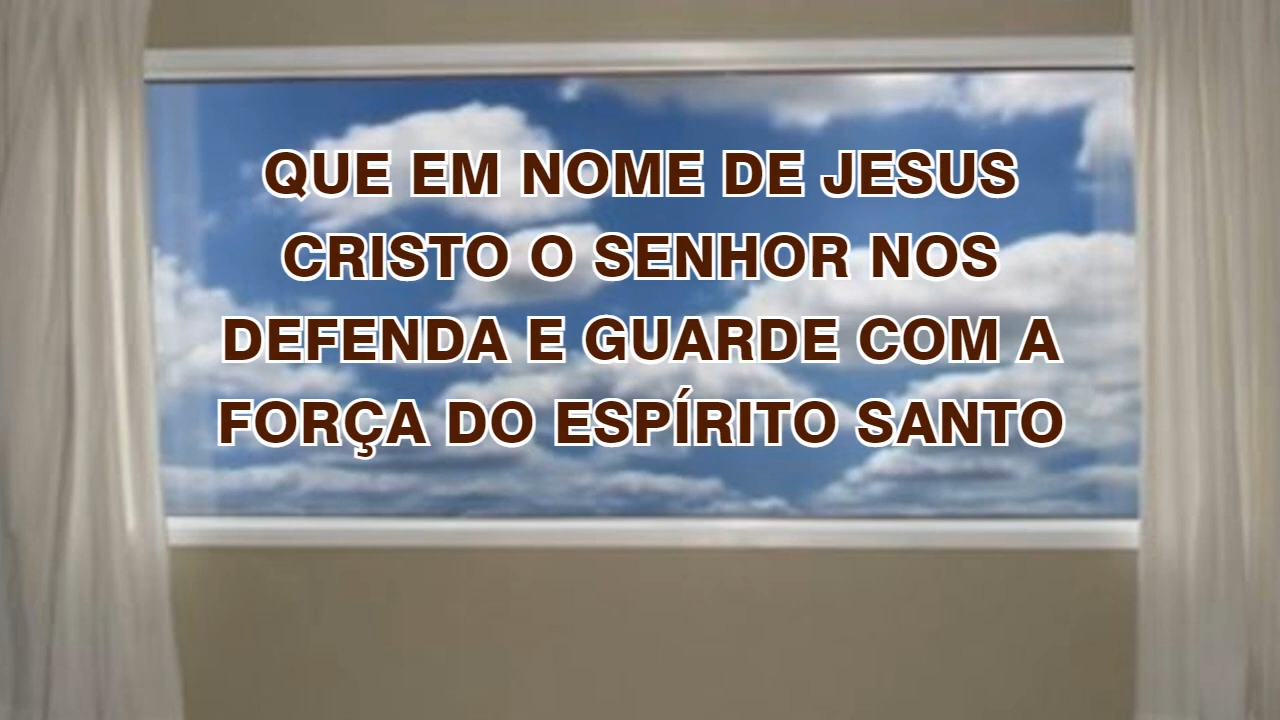 QUE EM NOME DE JESUS
CRISTO O SENHOR NOS
DEFENDA E GUARDE COM A
FORÇA DO ESPÍRITO SANTO